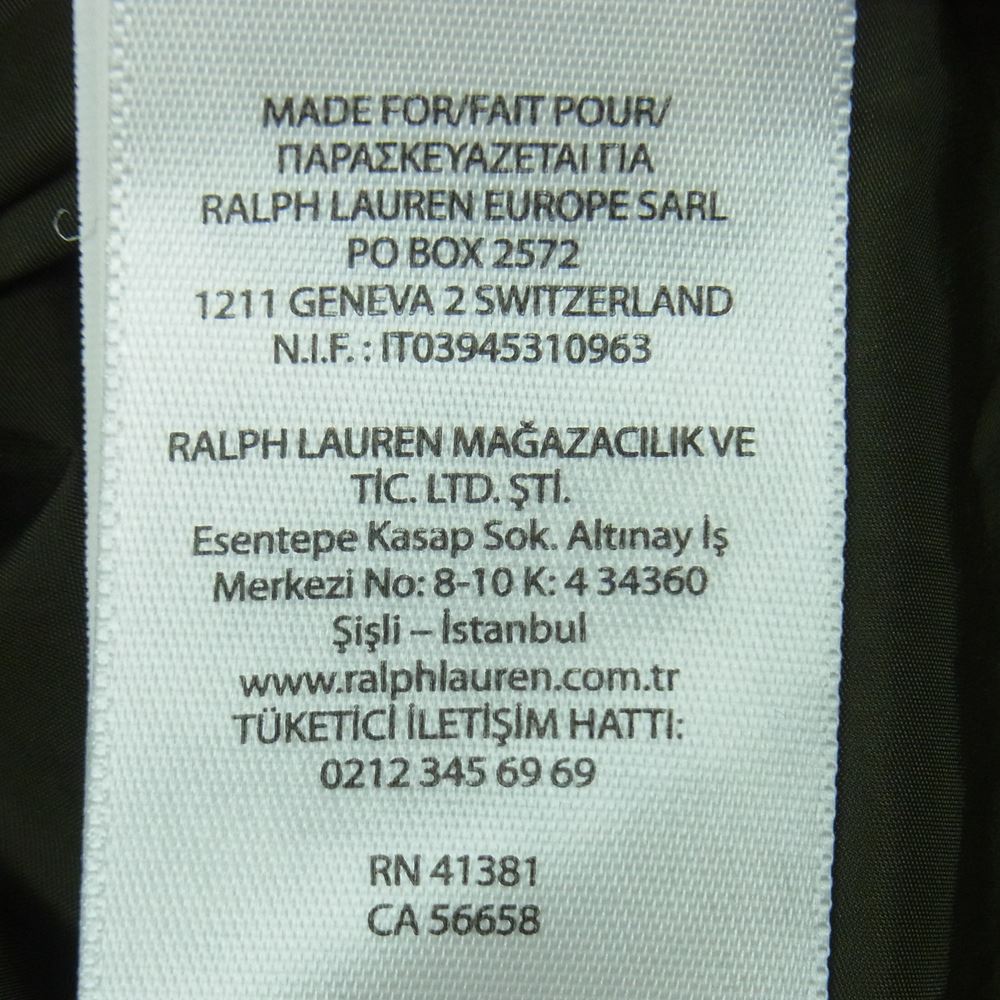 MADE FOR/FAIT POUR/
ΠΑΡΑΣΚΕΥΑΖΕΤΑΙ ΓΙΑ
RALPH LAUREN EUROPE SARL
PO BOX 2572
1211 GENEVA 2 SWITZERLAND
N.I.F. : IT03945310963
RALPH LAUREN MAĞAZACILIK VE
TİC. LTD. ŞTİ.
Esentepe Kasap Sok. Altınay İş
Merkezi No: 8-10 K: 4 34360
Şişli – İstanbul
www.ralphlauren.com.tr
TÜKETİCİ İLETİŞİM HATTI:
0212 345 69 69
RN 41381
CA 56658